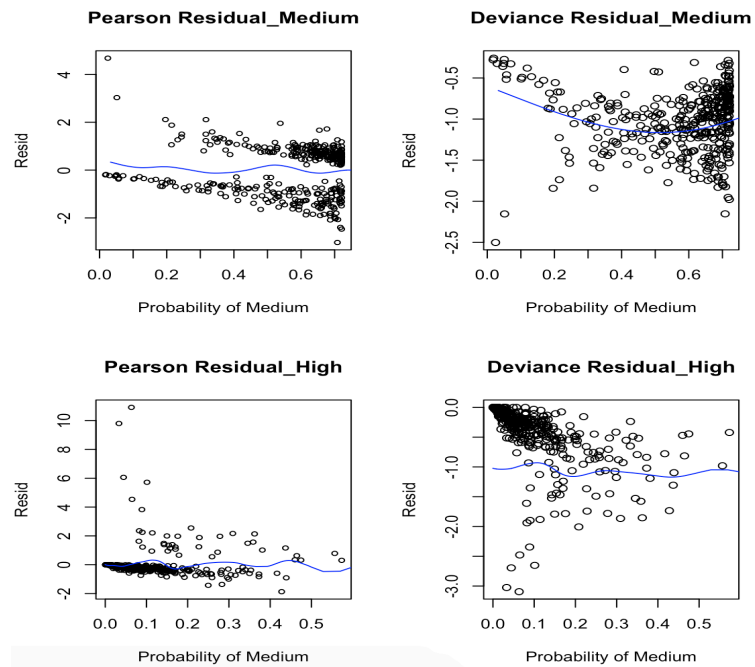 Pearson Residual_Medium
Resid
4
2
0
-2
0.0 0.2 0.4 0.6
Probability of Medium
Deviance Residual_Medium
Resid
-0.5
-1.0
-1.5
-2.0
-2.5
0.0 0.2 0.4 0.6
Probability of Medium
Pearson Residual_High
Resid
10
8
6
4
2
0
-2
0.0 0.1 0.2 0.3 0.4 0.5
Probability of Medium
Deviance Residual_High
Resid
0.0
-1.0
-2.0
-3.0
0.0 0.1 0.2 0.3 0.4 0.5
Probability of Medium